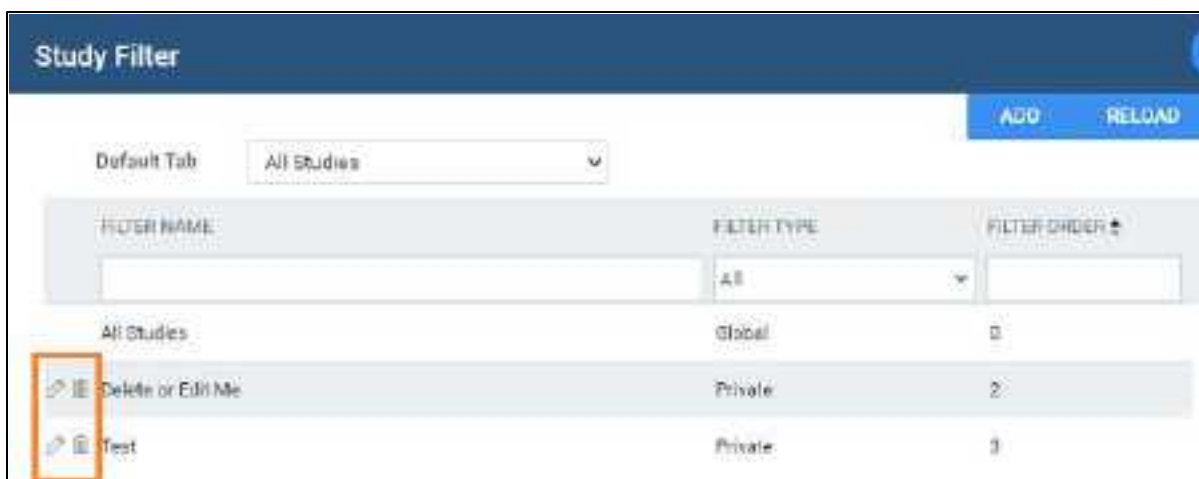 Study Filter
ADD RELOAD
Default Tab All Studies
FILTER NAME FILTER TYPE FILTER ORDER
All
All Studies Global 0
Delete or Edit Me Private 2
Test Private 3